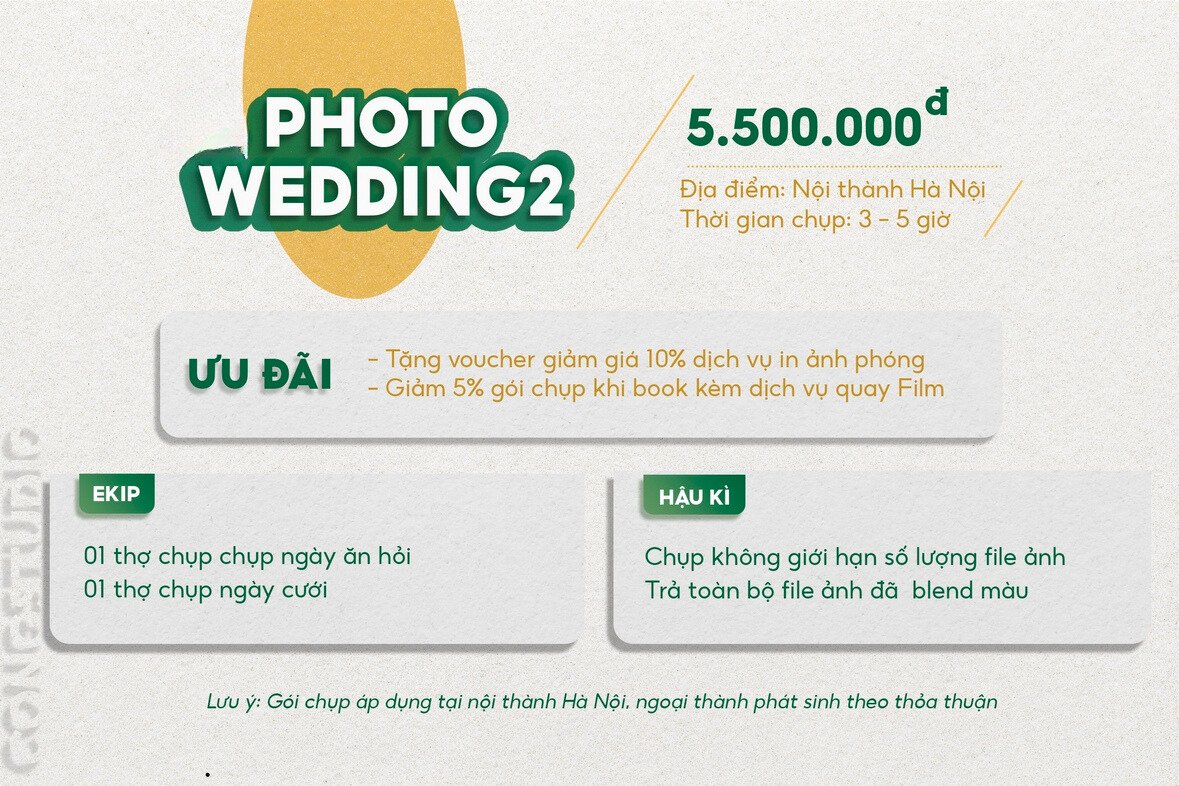 PHOTO
WEDDING2
5.500.000đ
Địa điểm: Nội thành Hà Nội
Thời gian chụp: 3 - 5 giờ
ƯU ĐÃI
- Tặng voucher giảm giá 10% dịch vụ in ảnh phóng
- Giảm 5% gói chụp khi book kèm dịch vụ quay Film
EKIP
01 thợ chụp chụp ngày ăn hỏi
01 thợ chụp ngày cưới
HẬU KÌ
Chụp không giới hạn số lượng file ảnh
Trả toàn bộ file ảnh đã blend màu
Lưu ý: Gói chụp áp dụng tại nội thành Hà Nội, ngoại thành phát sinh theo thỏa thuận